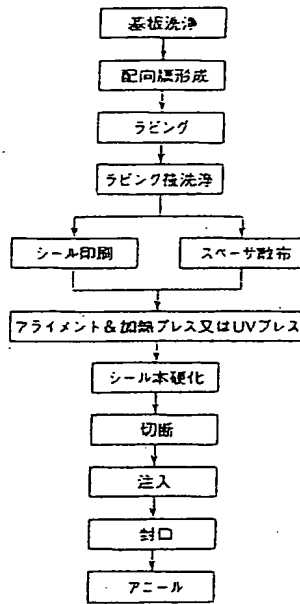 基板洗浄
配向膜形成
ラビング
ラビング後洗浄
シール印刷
スペーサ散布
アライメント&加熱プレス又はUVプレス
シール本硬化
切断
注入
封口
アニール